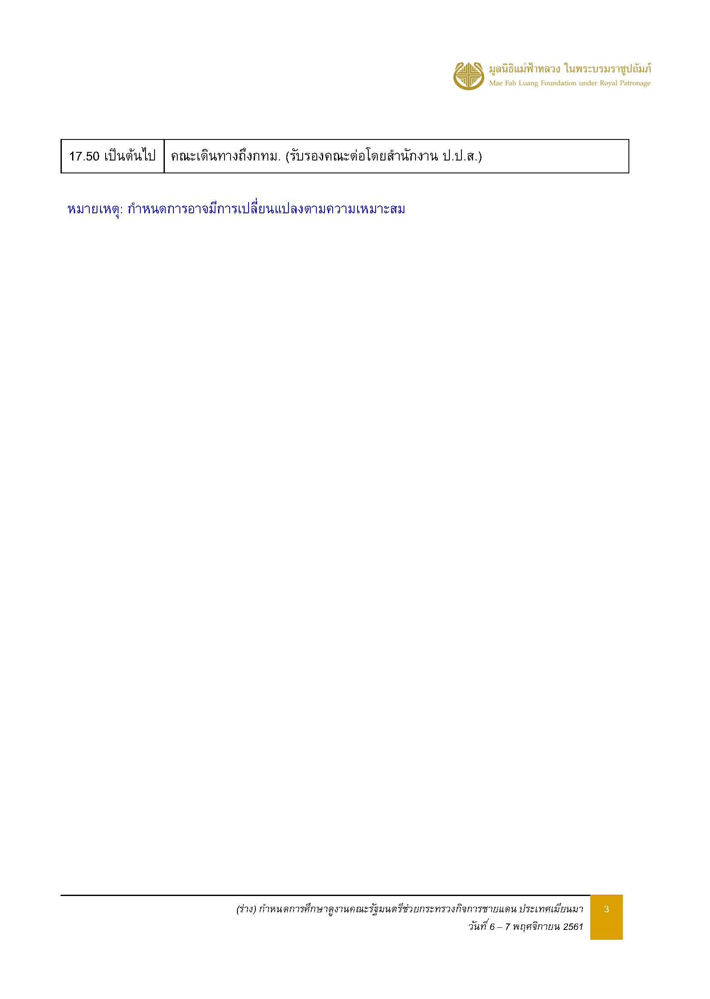 มูลนิธิแม่ฟ้าหลวง ในพระบรมราชูปถัมภ์
Mae Fah Luang Foundation under Royal Patronage
17.50 เป็นต้นไป คณะเดินทางถึงกทม. (รับรองคณะต่อโดยสำนักงาน ป.ป.ส.)
หมายเหตุ: กำหนดการอาจมีการเปลี่ยนแปลงตามความเหมาะสม
(ร่าง) กำหนดการศึกษาดูงานคณะรัฐมนตรีช่วยกระทรวงกิจการชายแดน ประเทศเมียนมา 3
วันที่ 6 – 7 พฤศจิกายน 2561